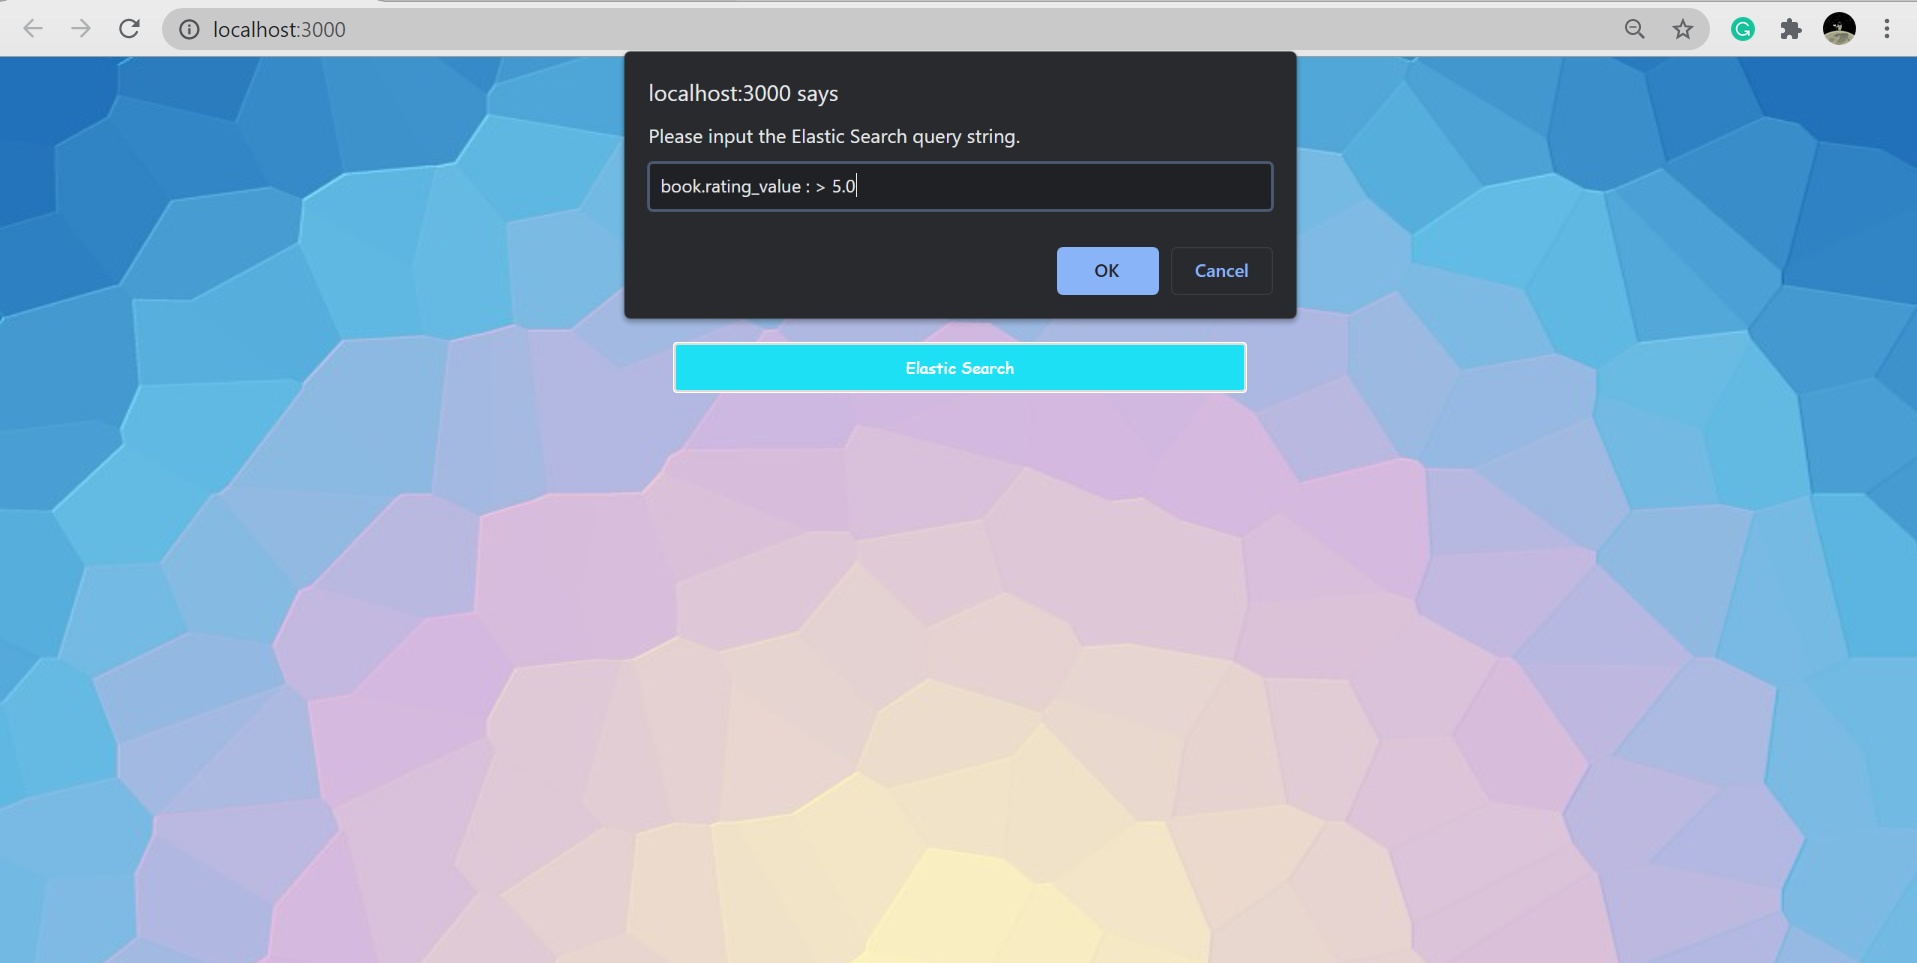 localhost:3000
localhost:3000 says
Please input the Elastic Search query string.
book.rating_value : > 5.0
OK
Cancel
Elastic Search